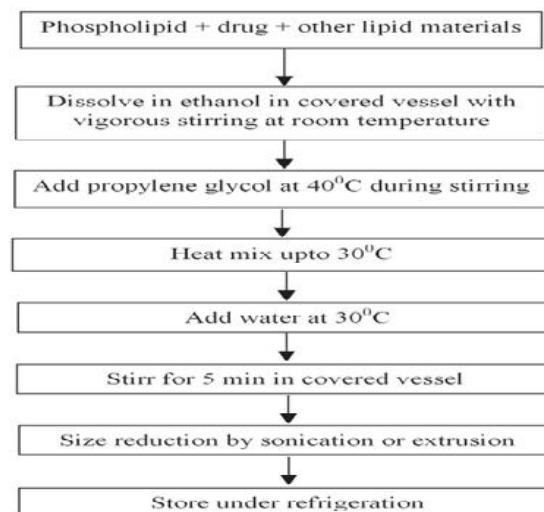 Phospholipid + drug + other lipid materials
Dissolve in ethanol in covered vessel with
vigorous stirring at room temperature
Add propylene glycol at 40⁰C during stirring
Heat mix upto 30⁰C
Add water at 30⁰C
Stirr for 5 min in covered vessel
Size reduction by sonication or extrusion
Store under refrigeration